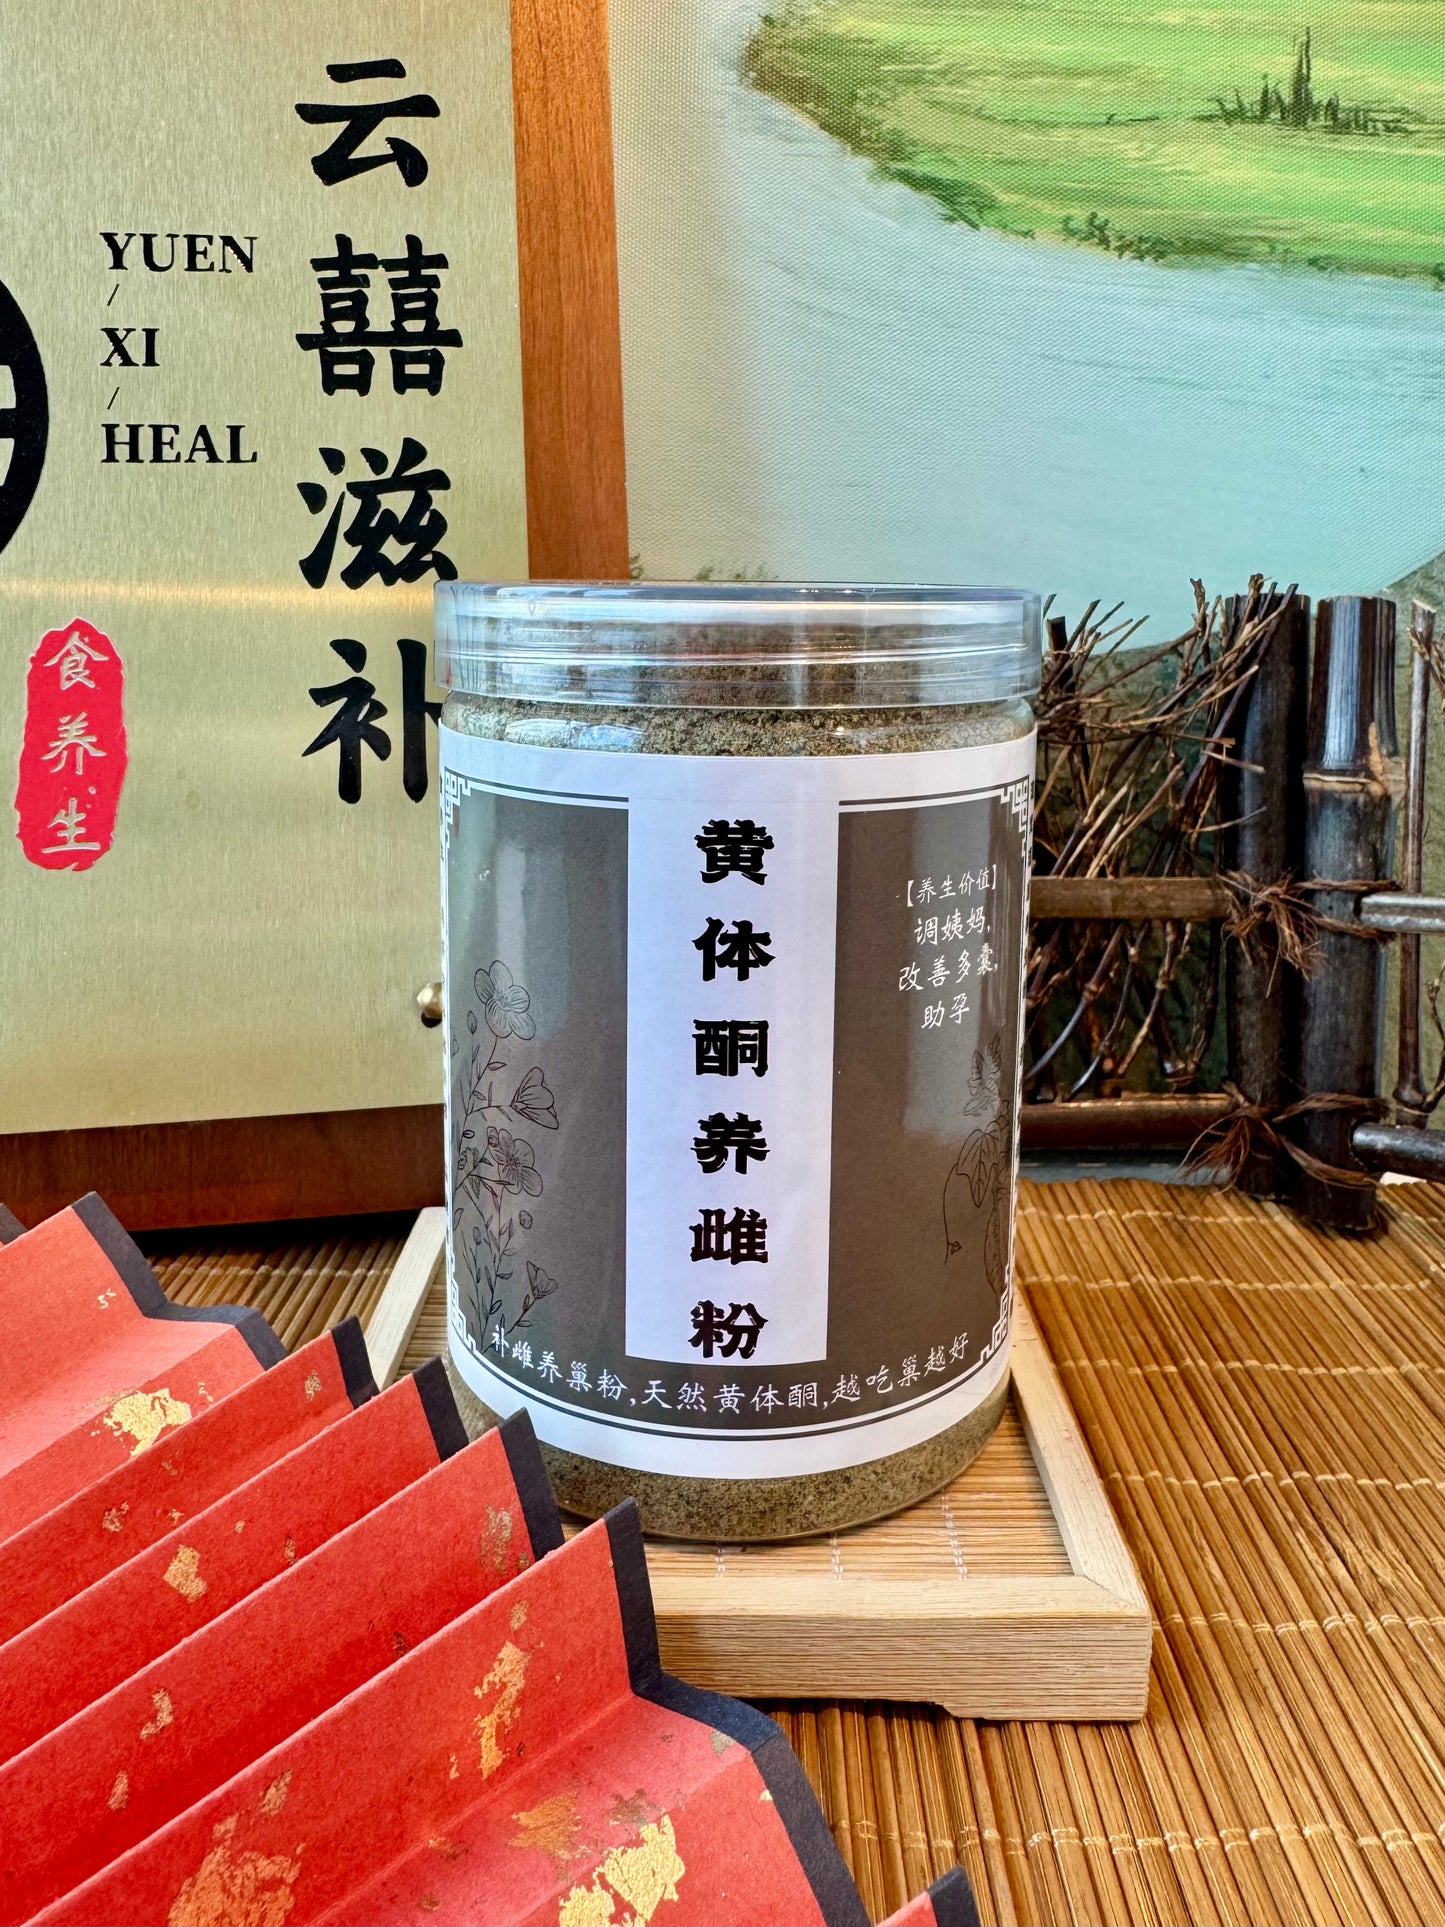 云囍滋补
YUEN
/
XI
/
HEAL
食养生
黄体酮养雌粉
【养生价值】
调姨妈,
改善多囊,
助孕
补雌养巢粉,天然黄体酮,越吃巢越好